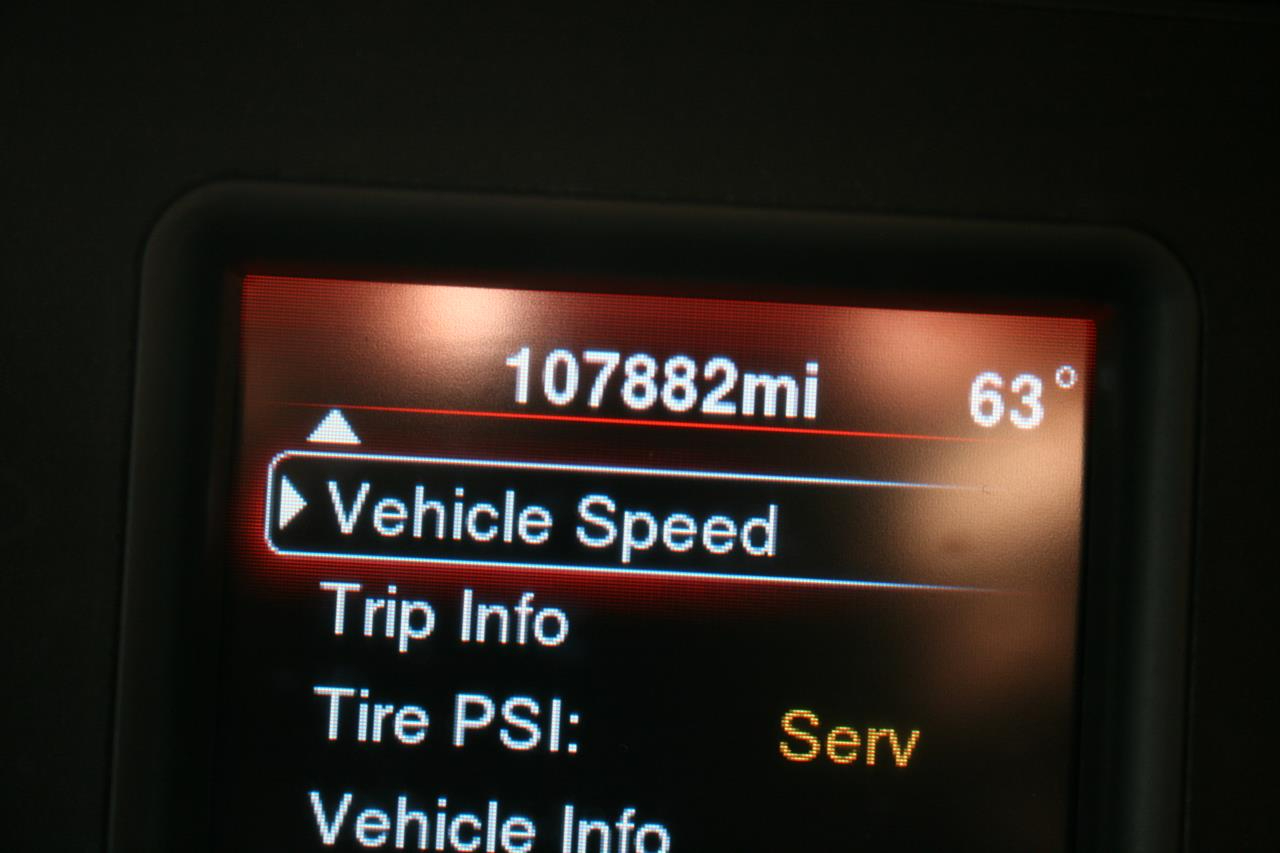 107882mi 63°
Vehicle Speed
Trip Info
Tire PSI: Serv
Vehicle Info